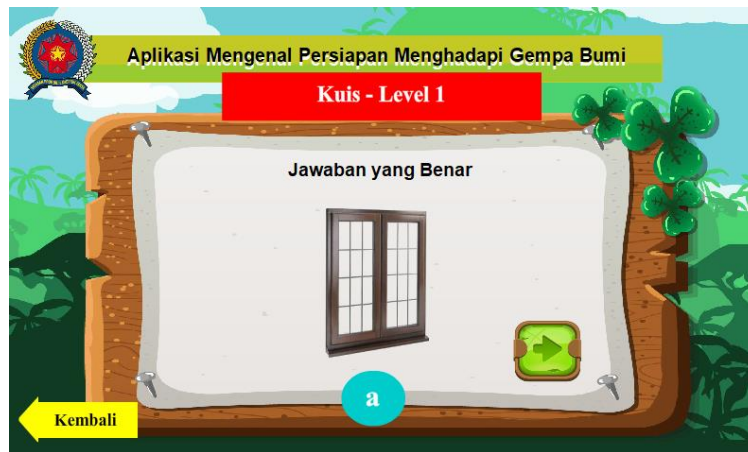 Aplikasi Mengenal Persiapan Menghadapi Gempa Bumi
Kuis - Level 1
Jawaban yang Benar
a
Kembali